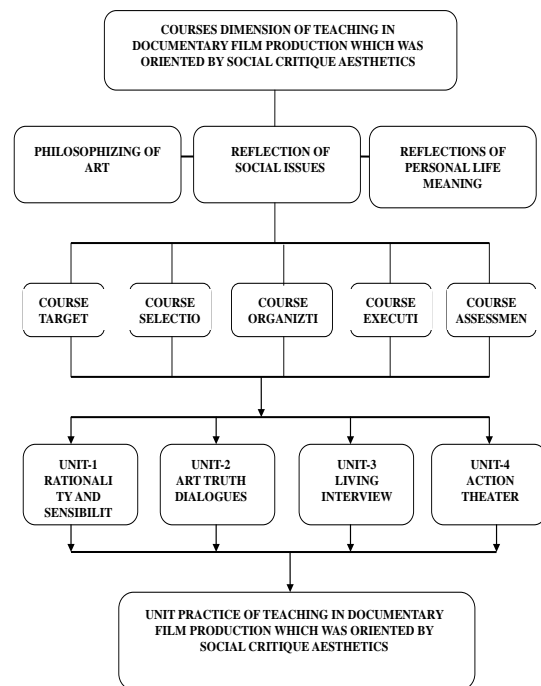 COURSES DIMENSION OF TEACHING IN
DOCUMENTARY FILM PRODUCTION WHICH WAS
ORIENTED BY SOCIAL CRITIQUE AESTHETICS
PHILOSOPHIZING OF
ART
REFLECTION OF
SOCIAL ISSUES
REFLECTIONS OF
PERSONAL LIFE
MEANING
COURSE
TARGET
COURSE
SELECTIO
COURSE
ORGANIZTI
COURSE
EXECUTI
COURSE
ASSESSMEN
UNIT-1
RATIONALI
TY AND
SENSIBILIT
UNIT-2
ART TRUTH
DIALOGUES
UNIT-3
LIVING
INTERVIEW
UNIT-4
ACTION
THEATER
UNIT PRACTICE OF TEACHING IN DOCUMENTARY
FILM PRODUCTION WHICH WAS ORIENTED BY
SOCIAL CRITIQUE AESTHETICS